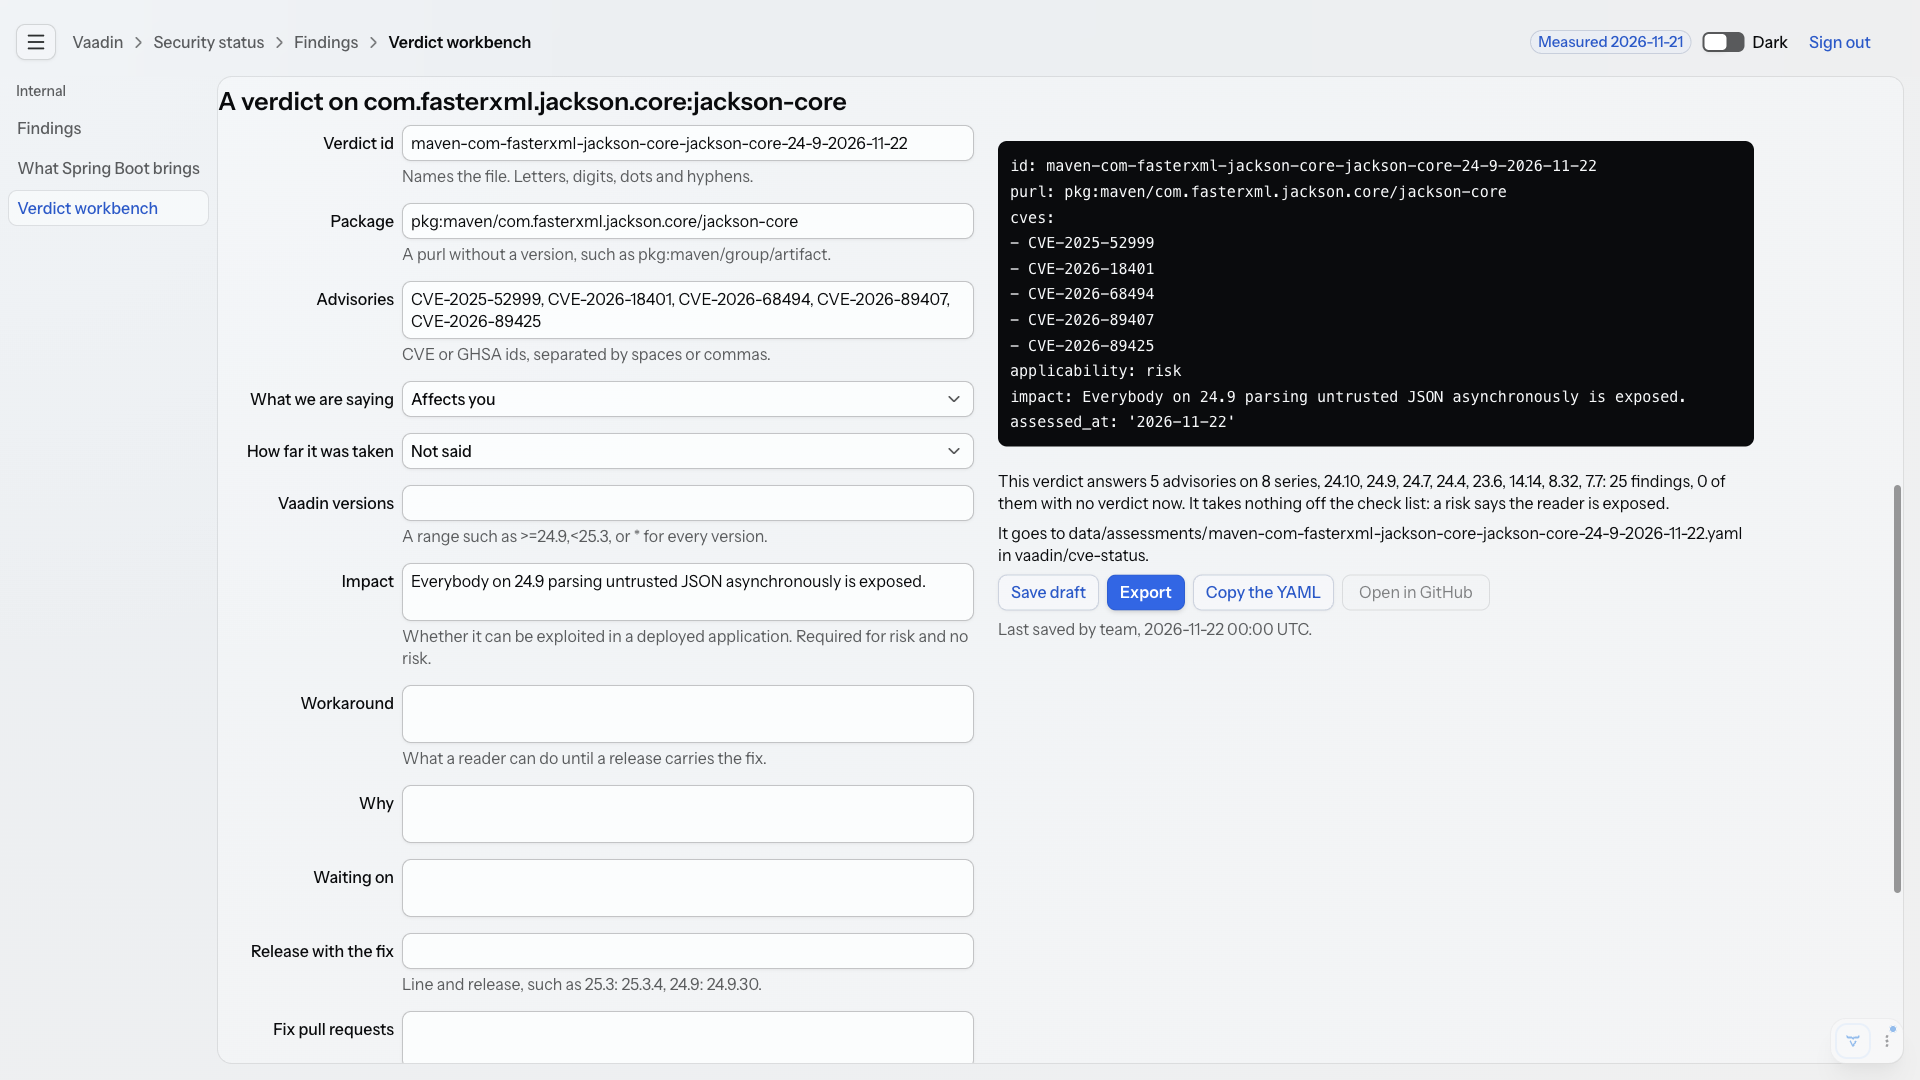 Vaadin
Security status
Findings
Verdict workbench
Measured 2026-11-21
Dark
Sign out
Internal
Findings
What Spring Boot brings
Verdict workbench
A verdict on com.fasterxml.jackson.core:jackson-core
Verdict id
maven-com-fasterxml-jackson-core-jackson-core-24-9-2026-11-22
Names the file. Letters, digits, dots and hyphens.
Package
pkg:maven/com.fasterxml.jackson.core/jackson-core
A purl without a version, such as pkg:maven/group/artifact.
Advisories
CVE-2025-52999, CVE-2026-18401, CVE-2026-68494, CVE-2026-89407,
CVE-2026-89425
CVE or GHSA ids, separated by spaces or commas.
What we are saying
Affects you
How far it was taken
Not said
Vaadin versions
A range such as >=24.9,<25.3, or * for every version.
Impact
Everybody on 24.9 parsing untrusted JSON asynchronously is exposed.
Whether it can be exploited in a deployed application. Required for risk and no
risk.
Workaround
What a reader can do until a release carries the fix.
Why
Waiting on
Release with the fix
Line and release, such as 25.3: 25.3.4, 24.9: 24.9.30.
Fix pull requests
id: maven-com-fasterxml-jackson-core-jackson-core-24-9-2026-11-22
purl: pkg:maven/com.fasterxml.jackson.core/jackson-core
cves:
- CVE-2025-52999
- CVE-2026-18401
- CVE-2026-68494
- CVE-2026-89407
- CVE-2026-89425
applicability: risk
impact: Everybody on 24.9 parsing untrusted JSON asynchronously is exposed.
assessed_at: '2026-11-22'
This verdict answers 5 advisories on 8 series, 24.10, 24.9, 24.7, 24.4, 23.6, 14.14, 8.32, 7.7: 25 findings, 0 of
them with no verdict now. It takes nothing off the check list: a risk says the reader is exposed.
It goes to data/assessments/maven-com-fasterxml-jackson-core-jackson-core-24-9-2026-11-22.yaml
in vaadin/cve-status.
Save draft
Export
Copy the YAML
Open in GitHub
Last saved by team, 2026-11-22 00:00 UTC.